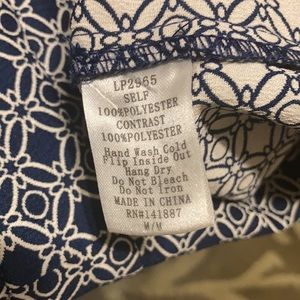 LP2965
SELF
100%POLYESTER
CONTRAST
100%POLYESTER
Hand Wash Cold
Flip Inside Out
Hang Dry
Do Not Bleach
Do Not Iron
MADE IN CHINA
RN#141887
M/M